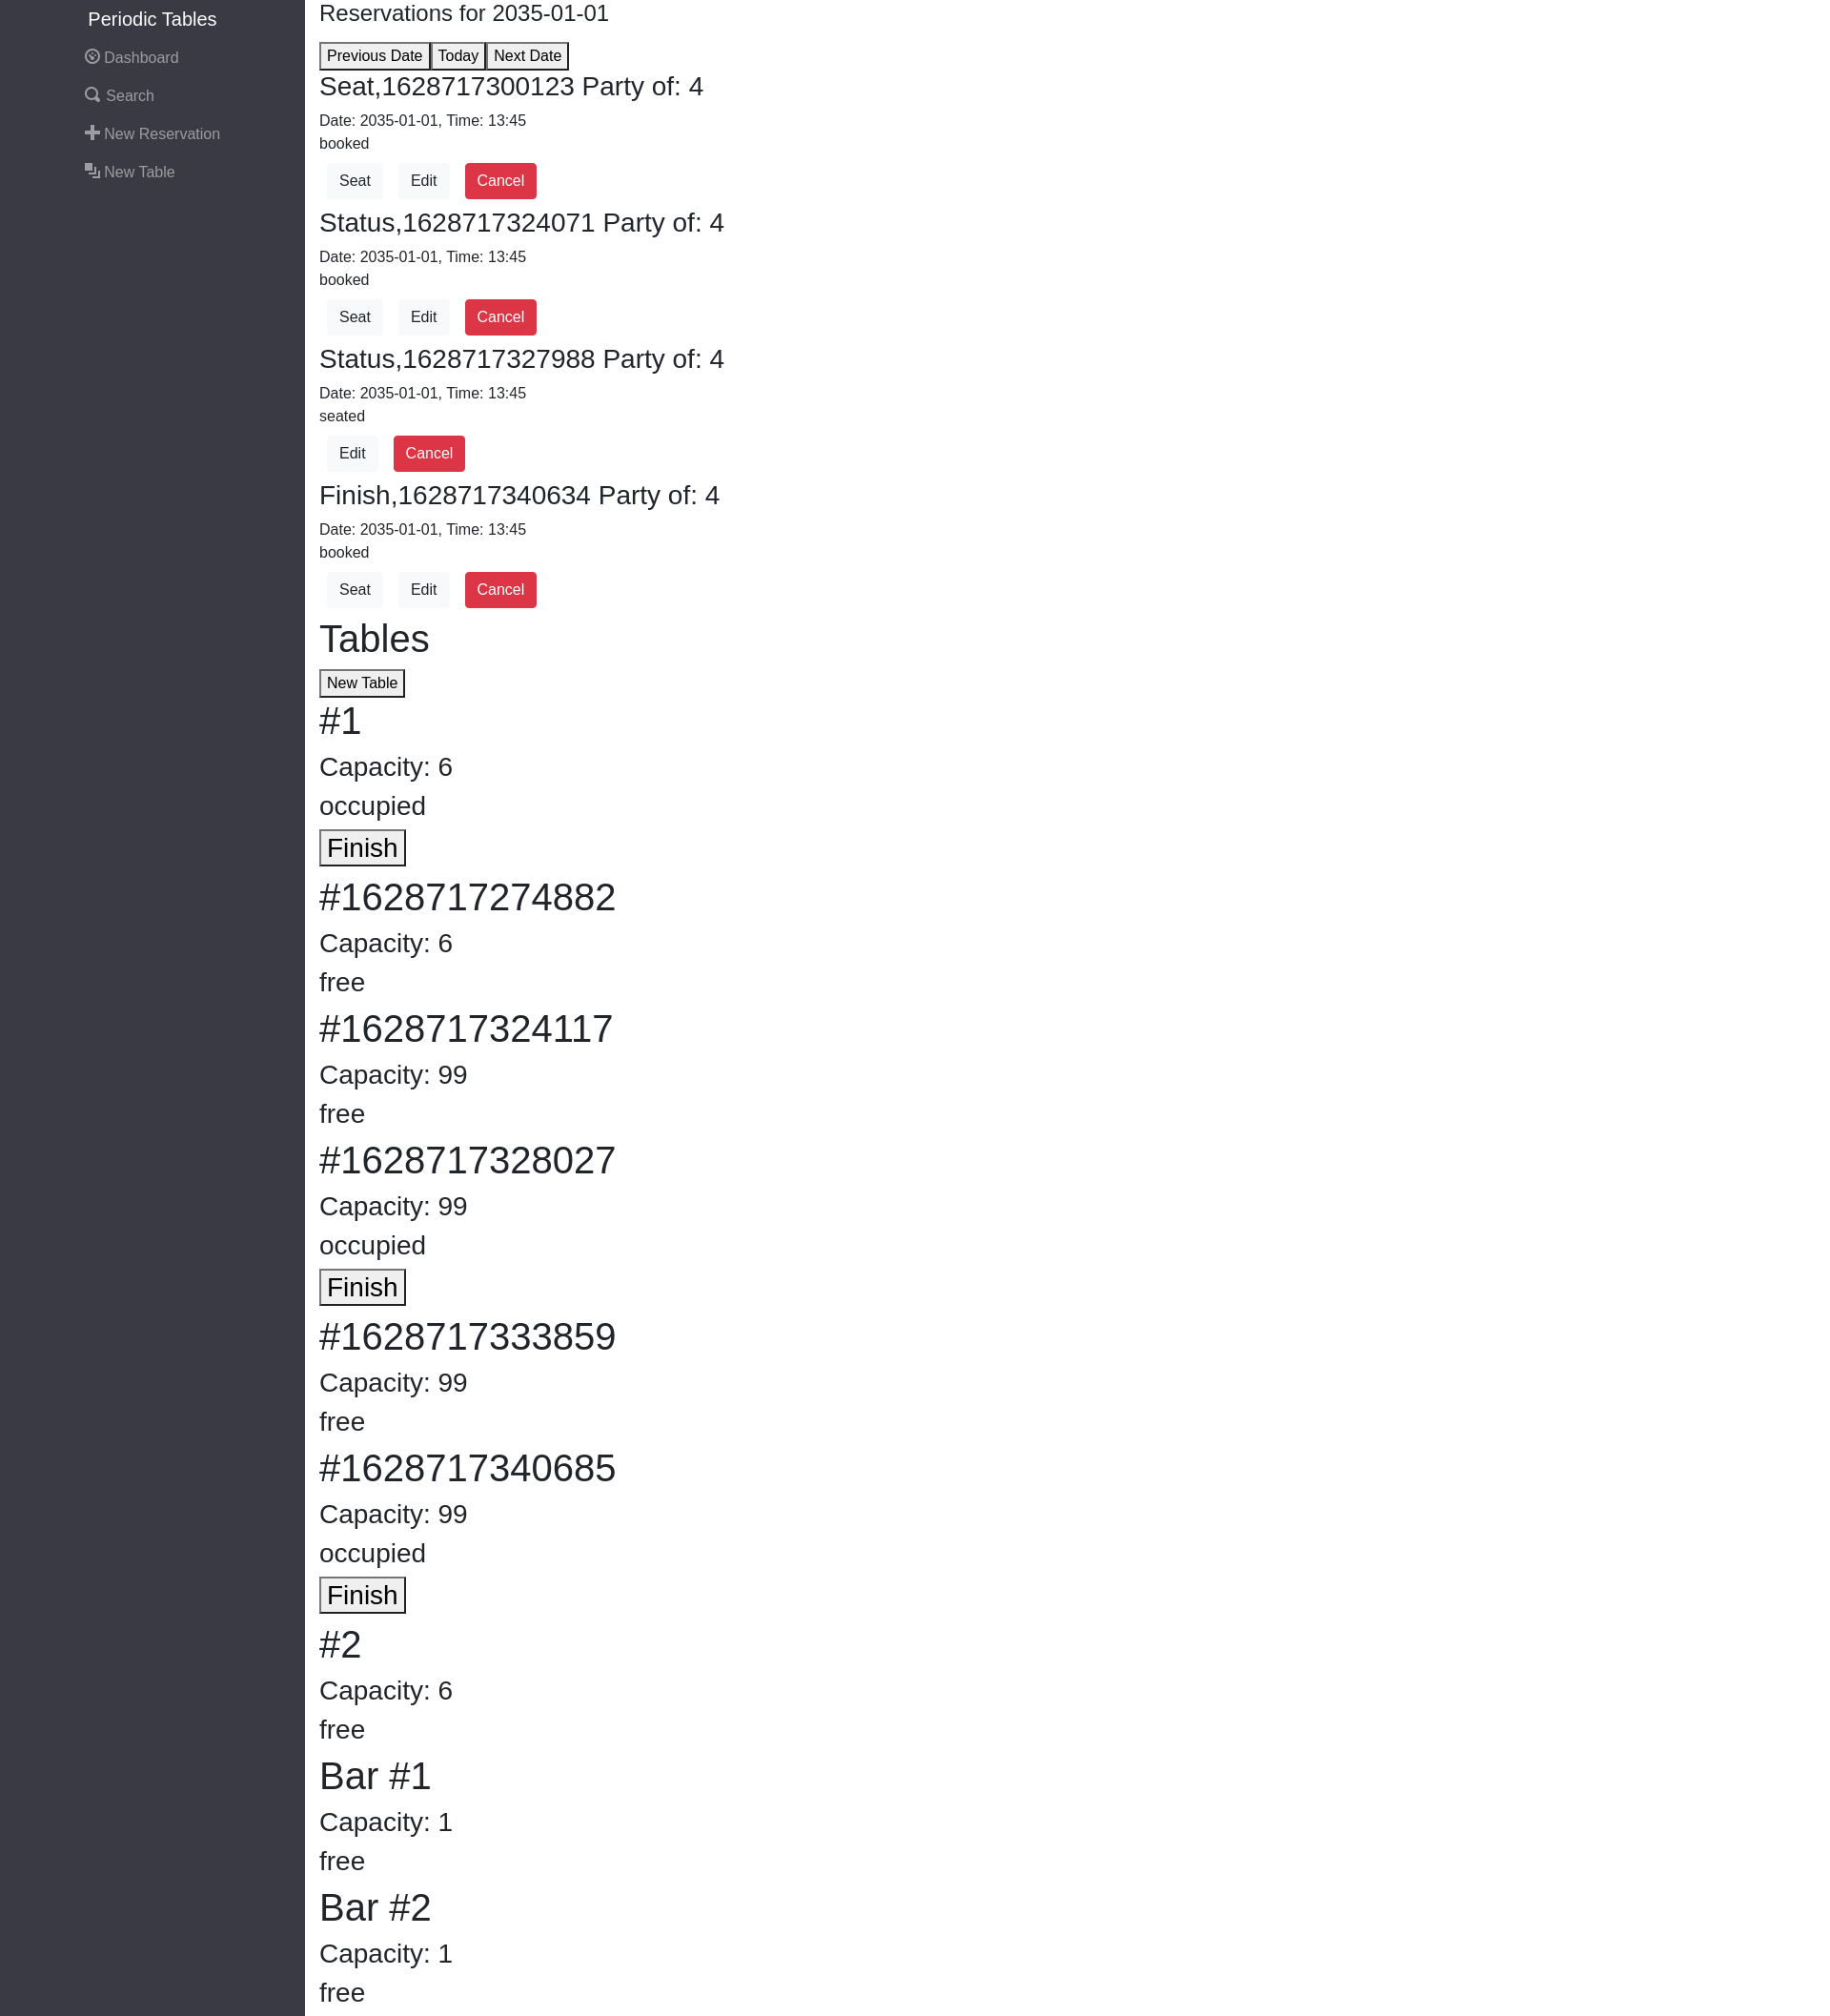 Periodic Tables
Dashboard
Search
New Reservation
New Table
Reservations for 2035-01-01
Previous Date Today Next Date
Seat,1628717300123 Party of: 4
Date: 2035-01-01, Time: 13:45
booked
Seat Edit Cancel
Status,1628717324071 Party of: 4
Date: 2035-01-01, Time: 13:45
booked
Seat Edit Cancel
Status,1628717327988 Party of: 4
Date: 2035-01-01, Time: 13:45
seated
Edit Cancel
Finish,1628717340634 Party of: 4
Date: 2035-01-01, Time: 13:45
booked
Seat Edit Cancel
Tables
New Table
#1
Capacity: 6
occupied
Finish
#1628717274882
Capacity: 6
free
#1628717324117
Capacity: 99
free
#1628717328027
Capacity: 99
occupied
Finish
#1628717333859
Capacity: 99
free
#1628717340685
Capacity: 99
occupied
Finish
#2
Capacity: 6
free
Bar #1
Capacity: 1
free
Bar #2
Capacity: 1
free